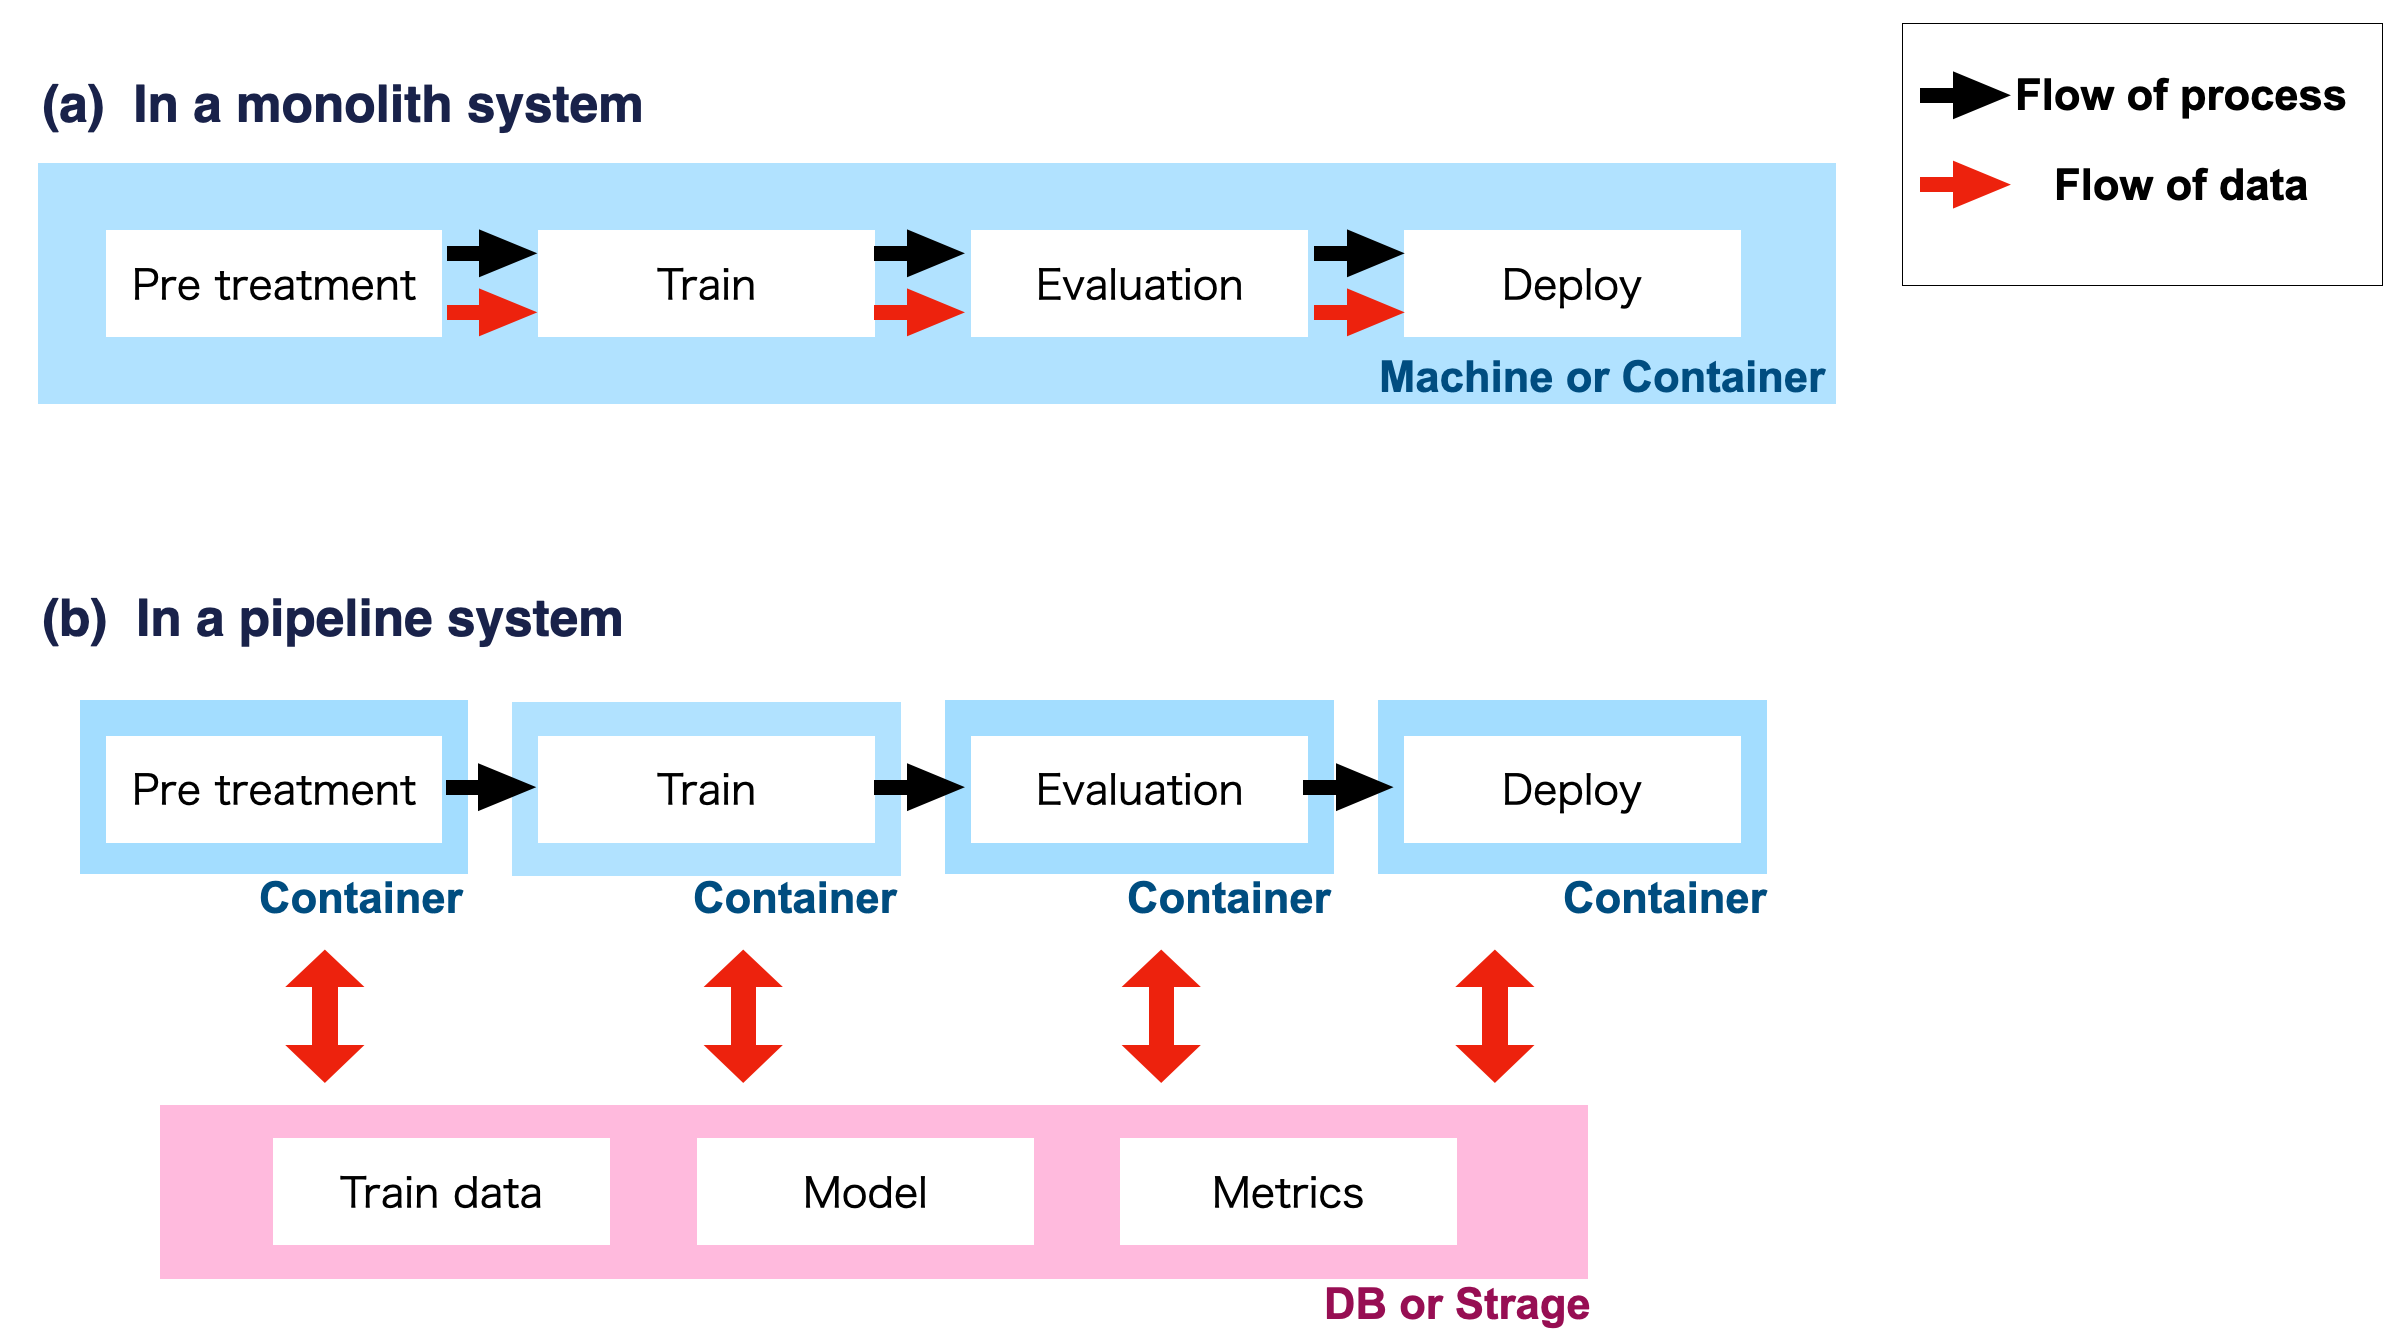 (a) In a monolith system
Flow of process
Flow of data
Pre treatment
Train
Evaluation
Deploy
Machine or Container
(b) In a pipeline system
Pre treatment
Train
Evaluation
Deploy
Container
Container
Container
Container
Train data
Model
Metrics
DB or Strage